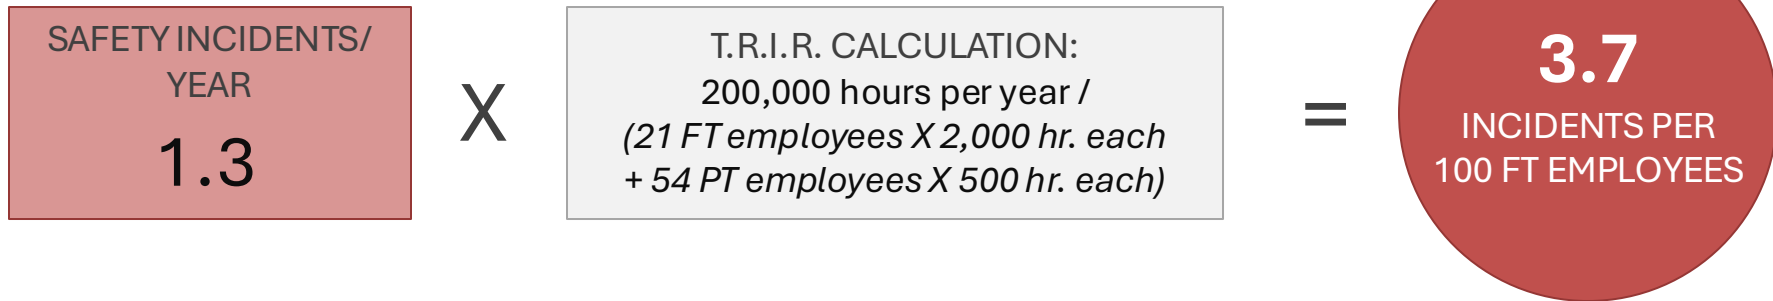 SAFETY INCIDENTS/
YEAR
1.3
X
T.R.I.R. CALCULATION:
200,000 hours per year /
(21 FT employees X 2,000 hr. each
+ 54 PT employees X 500 hr. each)
=
3.7
INCIDENTS PER
100 FT EMPLOYEES